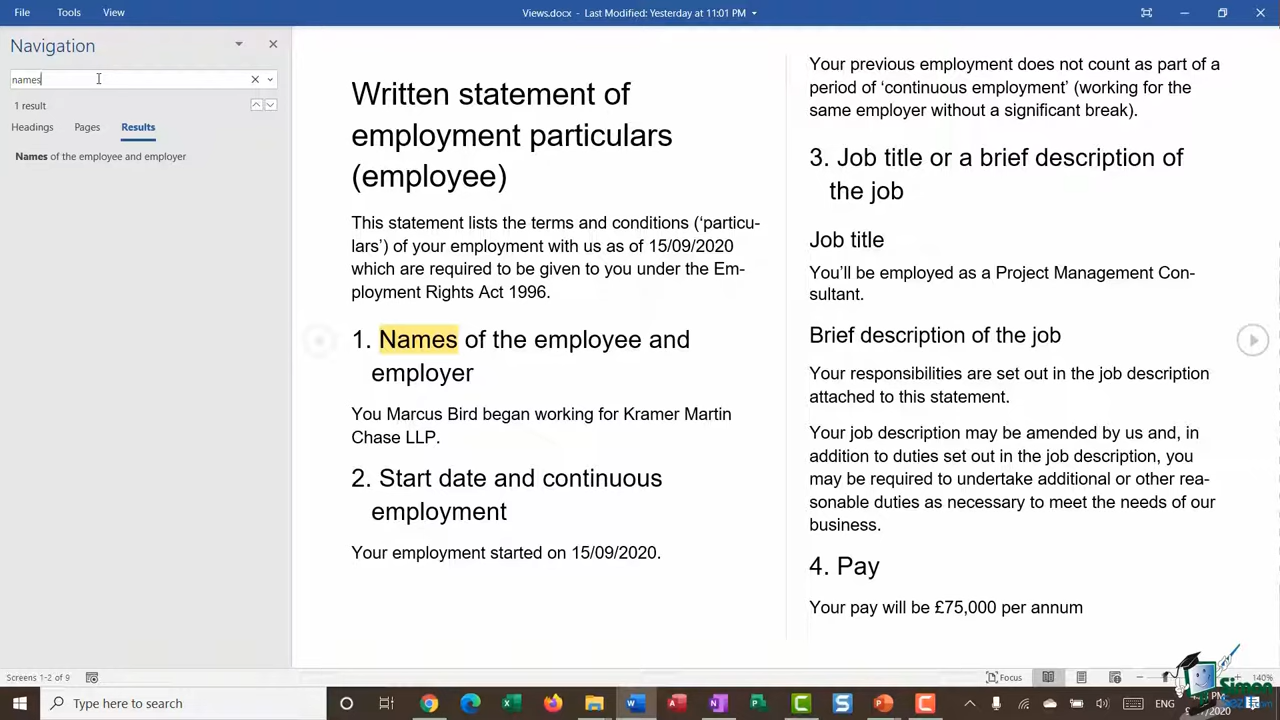 File Tools View
Views.docx - Last Modified: Yesterday at 11:01 PM
Navigation
names
1 result
Headings Pages Results
Names of the employee and employer
Written statement of
employment particulars
(employee)
This statement lists the terms and conditions (‘particu-
lars’) of your employment with us as of 15/09/2020
which are required to be given to you under the Em-
ployment Rights Act 1996.
1. Names of the employee and
employer
You Marcus Bird began working for Kramer Martin
Chase LLP.
2. Start date and continuous
employment
Your employment started on 15/09/2020.
Your previous employment does not count as part of a
period of ‘continuous employment’ (working for the
same employer without a significant break).
3. Job title or a brief description of
the job
Job title
You’ll be employed as a Project Management Con-
sultant.
Brief description of the job
Your responsibilities are set out in the job description
attached to this statement.
Your job description may be amended by us and, in
addition to duties set out in the job description, you
may be required to undertake additional or other rea-
sonable duties as necessary to meet the needs of our
business.
4. Pay
Your pay will be £75,000 per annum
Screens 1-2 of 9
Focus
140%
Type here to search
ENG
Simon